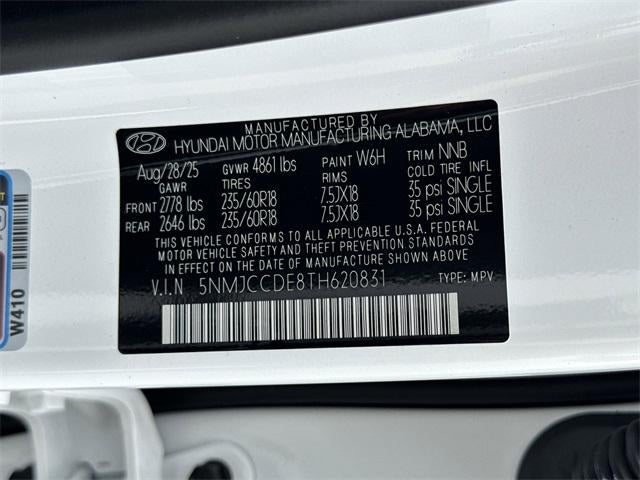 MANUFACTURED BY
HYUNDAI MOTOR MANUFACTURING ALABAMA, LLC
Aug/28/25 GVWR 4861 lbs PAINT W6H TRIM NNB
GAWR TIRES RIMS COLD TIRE INFL
FRONT 2778 lbs 235/60R18 7.5JX18 35 psi SINGLE
REAR 2646 lbs 235/60R18 7.5JX18 35 psi SINGLE
THIS VEHICLE CONFORMS TO ALL APPLICABLE U.S.A. FEDERAL
MOTOR VEHICLE SAFETY AND THEFT PREVENTION STANDARDS IN
EFFECT ON THE DATE OF MANUFACTURE SHOWN ABOVE.
V.I.N 5NMJCCDE8TH620831 TYPE: MPV
W410